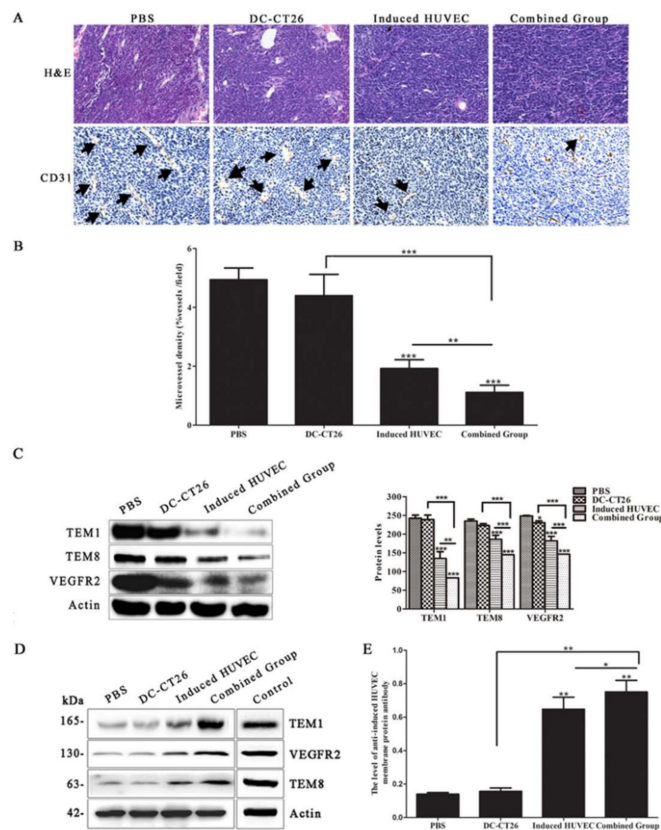 A
PBS DC-CT26 Induced HUVEC Combined Group
H&E
CD31
B
Microvessel density (%vessels /field)
6
4
2
0
***
**
*** ***
PBS DC-CT26 Induced HUVEC Combined Group
C
PBS DC-CT26 Induced HUVEC Combined Group
TEM1
TEM8
VEGFR2
Actin
PBS
DC-CT26
Induced HUVEC
Combined Group
Protein levels
300
250
200
150
100
50
0
*** *** ***
** *** ***
*** *** ***
*** *** ***
TEM1 TEM8 VEGFR2
D
kDa PBS DC-CT26 Induced HUVEC Combined Group Control
165- TEM1
130- VEGFR2
63- TEM8
42- Actin
E
The level of anti-induced HUVEC
membrane protein antibody
1.0
0.8
0.6
0.4
0.2
0.0
**
*
** **
PBS DC-CT26 Induced HUVEC Combined Group